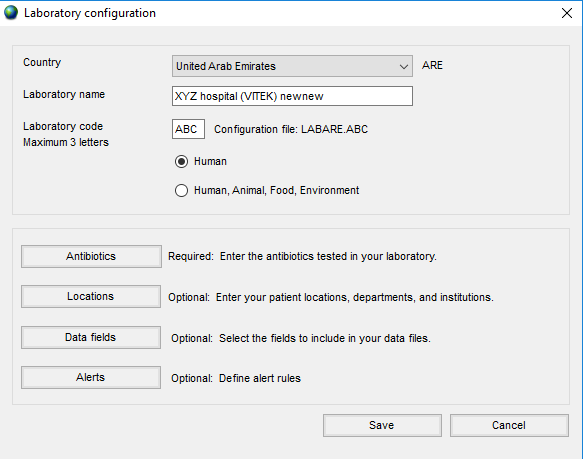 Laboratory configuration
Country
United Arab Emirates
ARE
Laboratory name
XYZ hospital (VITEK) newnew
Laboratory code
Maximum 3 letters
ABC
Configuration file: LABARE.ABC
Human
Human, Animal, Food, Environment
Antibiotics
Required: Enter the antibiotics tested in your laboratory.
Locations
Optional: Enter your patient locations, departments, and institutions.
Data fields
Optional: Select the fields to include in your data files.
Alerts
Optional: Define alert rules
Save
Cancel